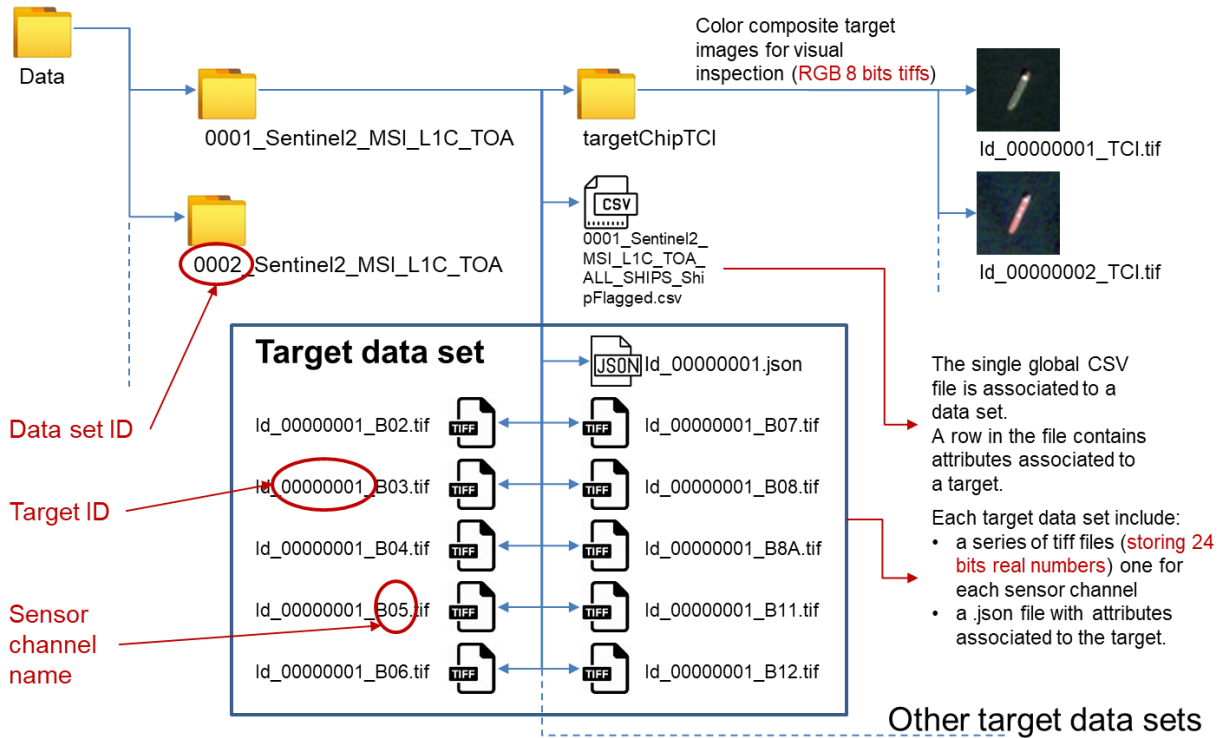 Data
0001_Sentinel2_MSI_L1C_TOA
targetChipTCI
Color composite target
images for visual
inspection (RGB 8 bits tiffs)
Id_00000001_TCI.tif
0002_Sentinel2_MSI_L1C_TOA
CSV
0001_Sentinel2_
MSI_L1C_TOA_
ALL_SHIPS_Shi
pFlagged.csv
Id_00000002_TCI.tif
Target data set
JSON
Id_00000001.json
Id_00000001_B02.tif
TIFF
TIFF
Id_00000001_B07.tif
Id_00000001_B03.tif
TIFF
TIFF
Id_00000001_B08.tif
Id_00000001_B04.tif
TIFF
TIFF
Id_00000001_B8A.tif
Id_00000001_B05.tif
TIFF
TIFF
Id_00000001_B11.tif
Id_00000001_B06.tif
TIFF
TIFF
Id_00000001_B12.tif
Data set ID
Target ID
Sensor
channel
name
The single global CSV
file is associated to a
data set.
A row in the file contains
attributes associated to
a target.
Each target data set include:
• a series of tiff files (storing 24
bits real numbers) one for
each sensor channel
• a .json file with attributes
associated to the target.
Other target data sets